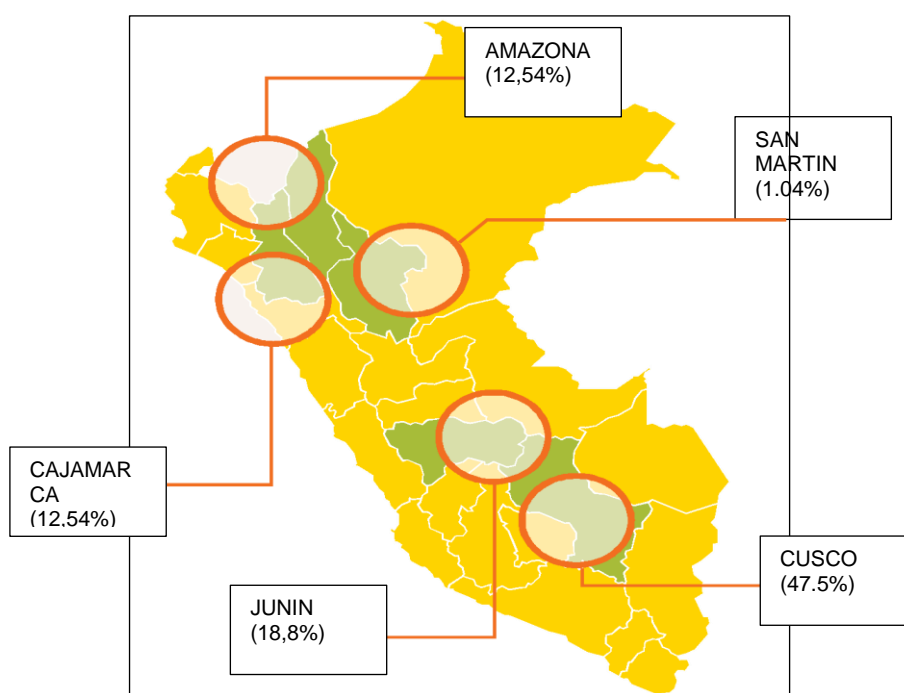 AMAZONA
(12,54%)
SAN
MARTIN
(1.04%)
CAJAMAR
CA
(12.54%)
CUSCO
(47.5%)
JUNIN
(18,8%)